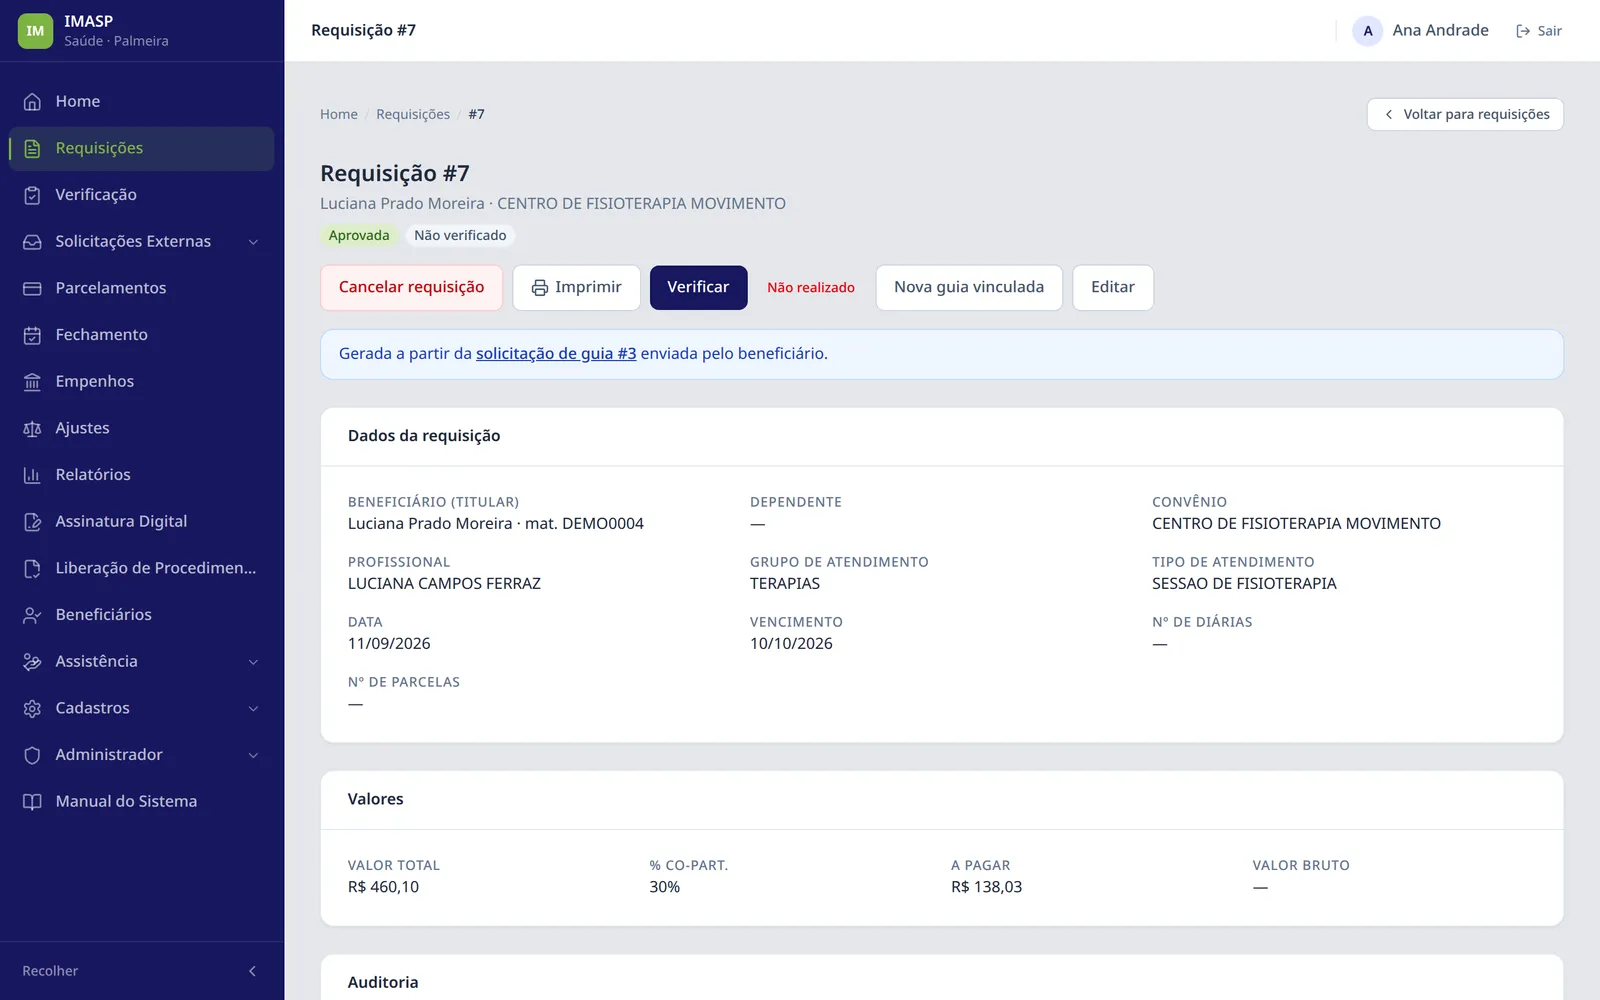 IM
IMASP
Saúde · Palmeira
Home
Requisições
Verificação
Solicitações Externas
Parcelamentos
Fechamento
Empenhos
Ajustes
Relatórios
Assinatura Digital
Liberação de Procedimen...
Beneficiários
Assistência
Cadastros
Administrador
Manual do Sistema
Recolher
Requisição #7
A
Ana Andrade
Sair
Home / Requisições / #7
Voltar para requisições
Requisição #7
Luciana Prado Moreira · CENTRO DE FISIOTERAPIA MOVIMENTO
Aprovada
Não verificado
Cancelar requisição
Imprimir
Verificar
Não realizado
Nova guia vinculada
Editar
Gerada a partir da solicitação de guia #3 enviada pelo beneficiário.
Dados da requisição
BENEFICIÁRIO (TITULAR)
Luciana Prado Moreira · mat. DEMO0004
DEPENDENTE
—
CONVÊNIO
CENTRO DE FISIOTERAPIA MOVIMENTO
PROFISSIONAL
LUCIANA CAMPOS FERRAZ
GRUPO DE ATENDIMENTO
TERAPIAS
TIPO DE ATENDIMENTO
SESSAO DE FISIOTERAPIA
DATA
11/09/2026
VENCIMENTO
10/10/2026
Nº DE DIÁRIAS
—
Nº DE PARCELAS
—
Valores
VALOR TOTAL
R$ 460,10
% CO-PART.
30%
A PAGAR
R$ 138,03
VALOR BRUTO
—
Auditoria